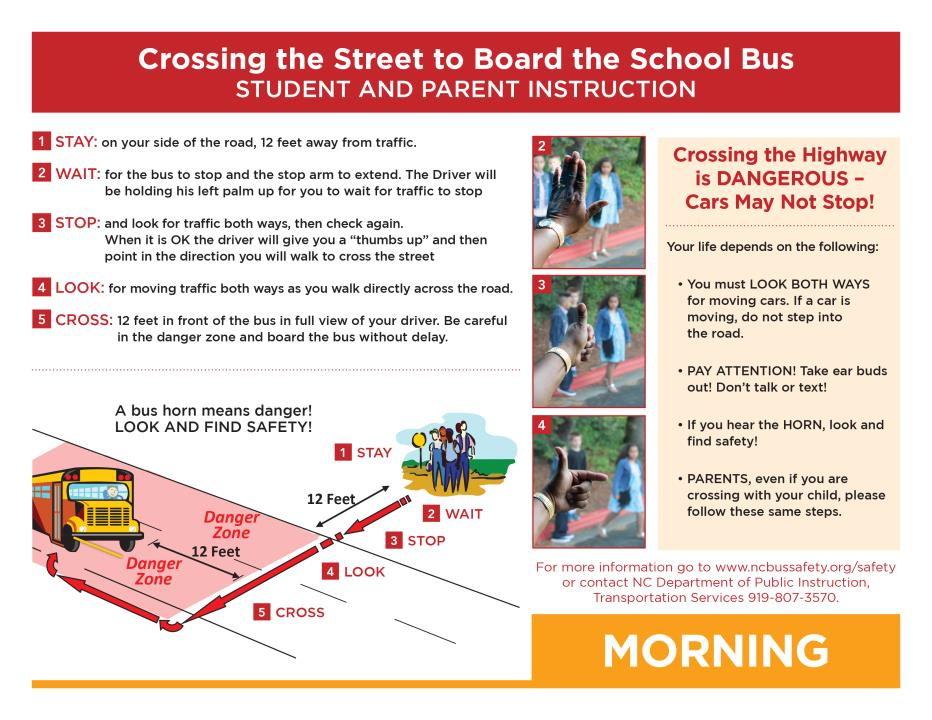 Crossing the Street to Board the School Bus
STUDENT AND PARENT INSTRUCTION
1 STAY: on your side of the road, 12 feet away from traffic.
2 WAIT: for the bus to stop and the stop arm to extend. The Driver will
be holding his left palm up for you to wait for traffic to stop
3 STOP: and look for traffic both ways, then check again.
When it is OK the driver will give you a “thumbs up” and then
point in the direction you will walk to cross the street
4 LOOK: for moving traffic both ways as you walk directly across the road.
5 CROSS: 12 feet in front of the bus in full view of your driver. Be careful
in the danger zone and board the bus without delay.
A bus horn means danger!
LOOK AND FIND SAFETY!
1 STAY
12 Feet
2 WAIT
Danger
Zone
3 STOP
12 Feet
Danger
Zone
4 LOOK
5 CROSS
2
3
4
Crossing the Highway
is DANGEROUS –
Cars May Not Stop!
Your life depends on the following:
• You must LOOK BOTH WAYS
for moving cars. If a car is
moving, do not step into
the road.
• PAY ATTENTION! Take ear buds
out! Don’t talk or text!
• If you hear the HORN, look and
find safety!
• PARENTS, even if you are
crossing with your child, please
follow these same steps.
For more information go to www.ncbussafety.org/safety
or contact NC Department of Public Instruction,
Transportation Services 919-807-3570.
MORNING